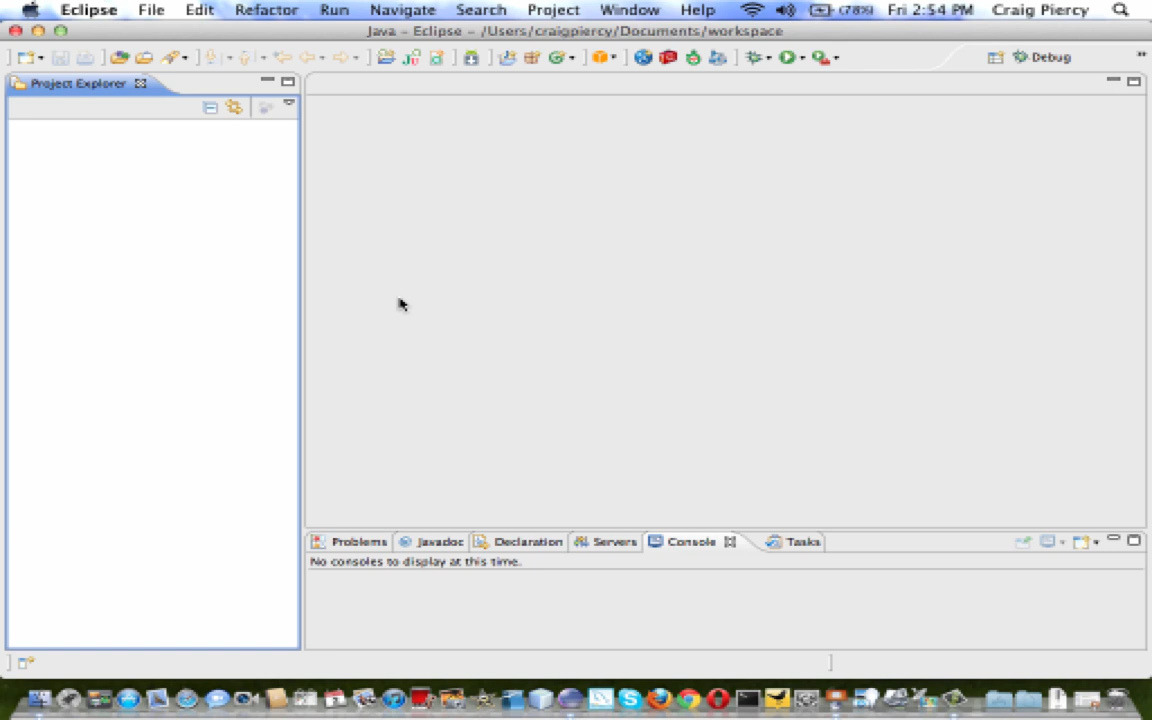 Eclipse File Edit Refactor Run Navigate Search Project Window Help (78%) Fri 2:54 PM Craig Piercy
Java – Eclipse – /Users/craigpiercy/Documents/workspace
Debug
Project Explorer
Problems Javadoc Declaration Servers Console Tasks
No consoles to display at this time.